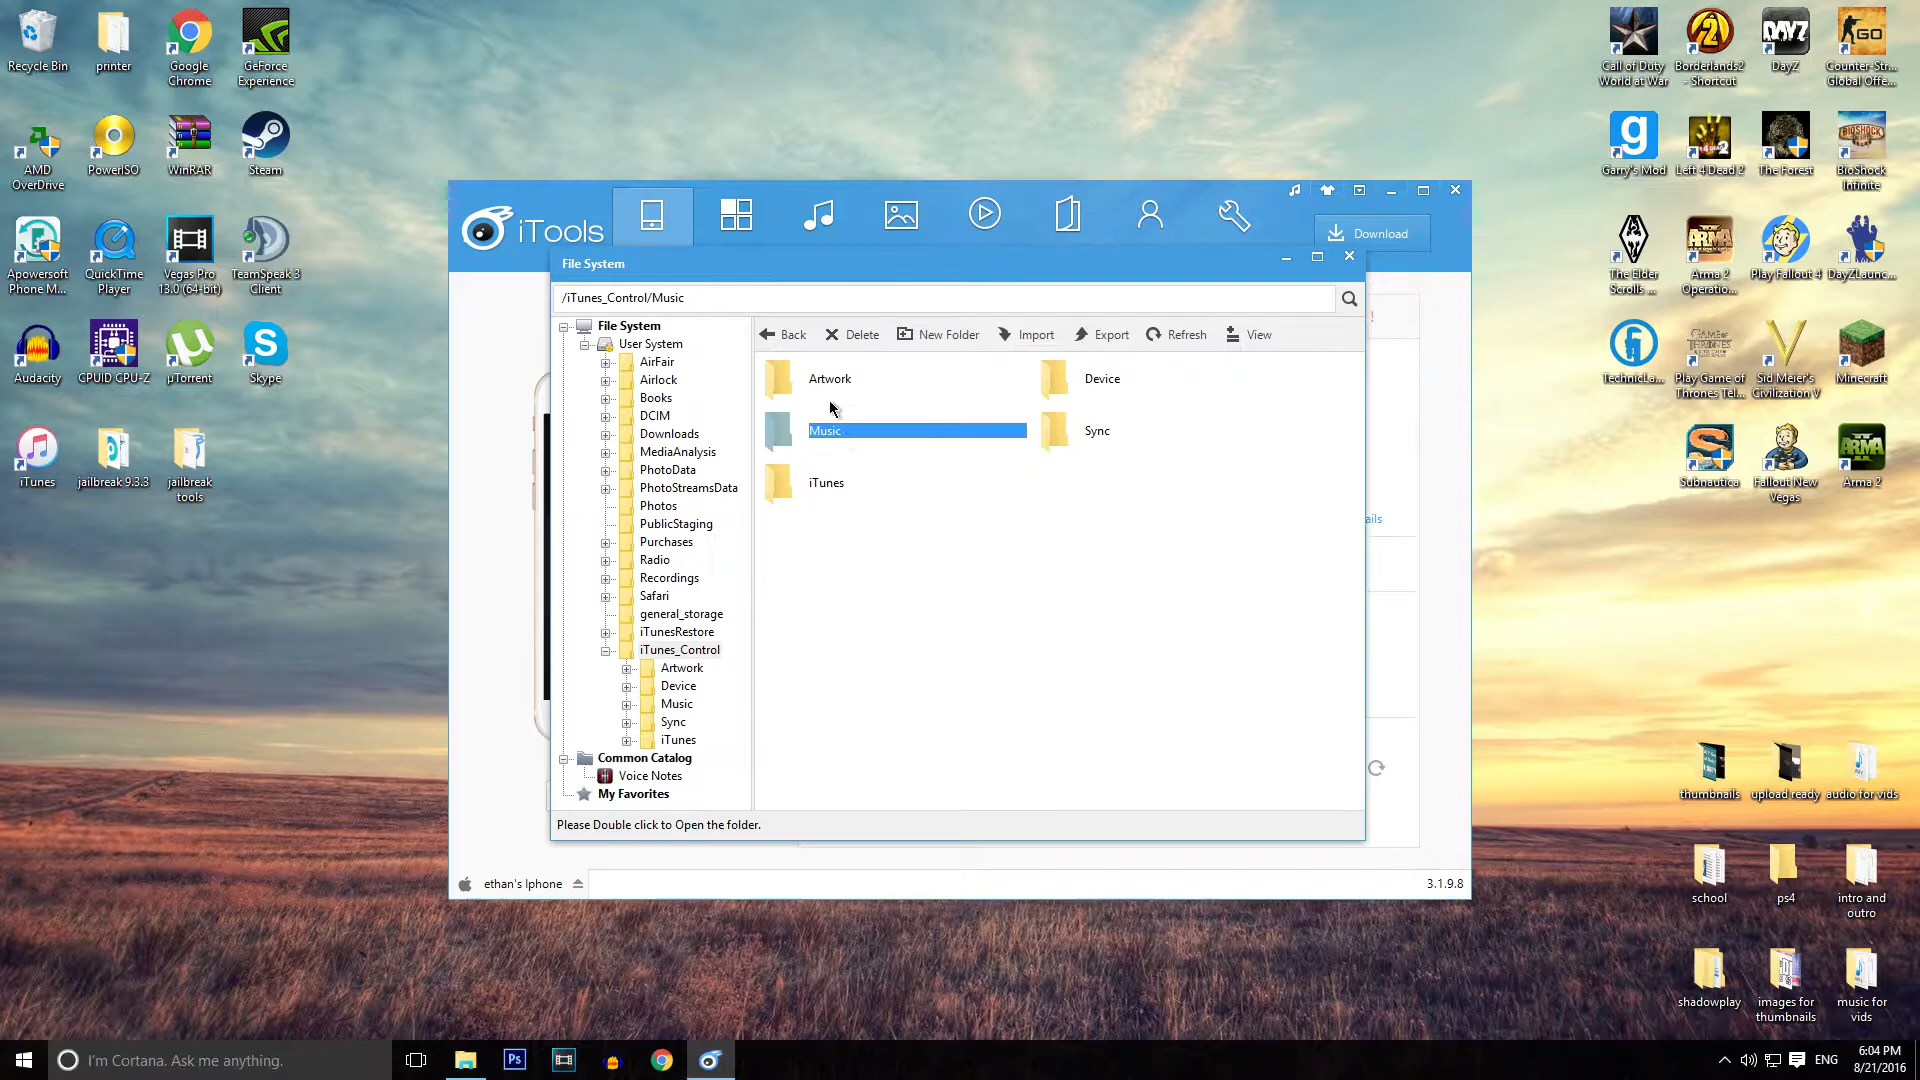 Recycle Bin
printer
Google
Chrome
GeForce
Experience
AMD
OverDrive
PowerISO
WinRAR
Steam
Apowersoft
Phone M...
QuickTime
Player
Vegas Pro
13.0 (64-bit)
TeamSpeak 3
Client
Audacity
CPUID CPU-Z
µTorrent
Skype
iTunes
jailbreak 9.3.3
jailbreak
tools
Call of Duty
World at War
Borderlands2
- Shortcut
DAYZ
DayZ
GO
Counter-Str...
Global Offe...
Garry's Mod
Left 4 Dead 2
The Forest
BioShock
Infinite
The Elder
Scrolls ...
Arma 2
Operatio...
Play Fallout 4
DayZLaunc...
TechnicLa...
Play Game of
Thrones Tel...
Sid Meier's
Civilization V
Minecraft
Subnautica
Fallout New
Vegas
Arma 2
thumbnails
upload ready
audio for vids
school
ps4
intro and
outro
shadowplay
images for
thumbnails
music for
vids
iTools
Download
File System
/iTunes_Control/Music
Back
Delete
New Folder
Import
Export
Refresh
View
File System
User System
AirFair
Airlock
Books
DCIM
Downloads
MediaAnalysis
PhotoData
PhotoStreamsData
Photos
PublicStaging
Purchases
Radio
Recordings
Safari
general_storage
iTunesRestore
iTunes_Control
Artwork
Device
Music
Sync
iTunes
Common Catalog
Voice Notes
My Favorites
Artwork
Device
Music
Sync
iTunes
!
ails
Please Double click to Open the folder.
ethan's Iphone
3.1.9.8
I'm Cortana. Ask me anything.
Ps
ENG
6:04 PM
8/21/2016